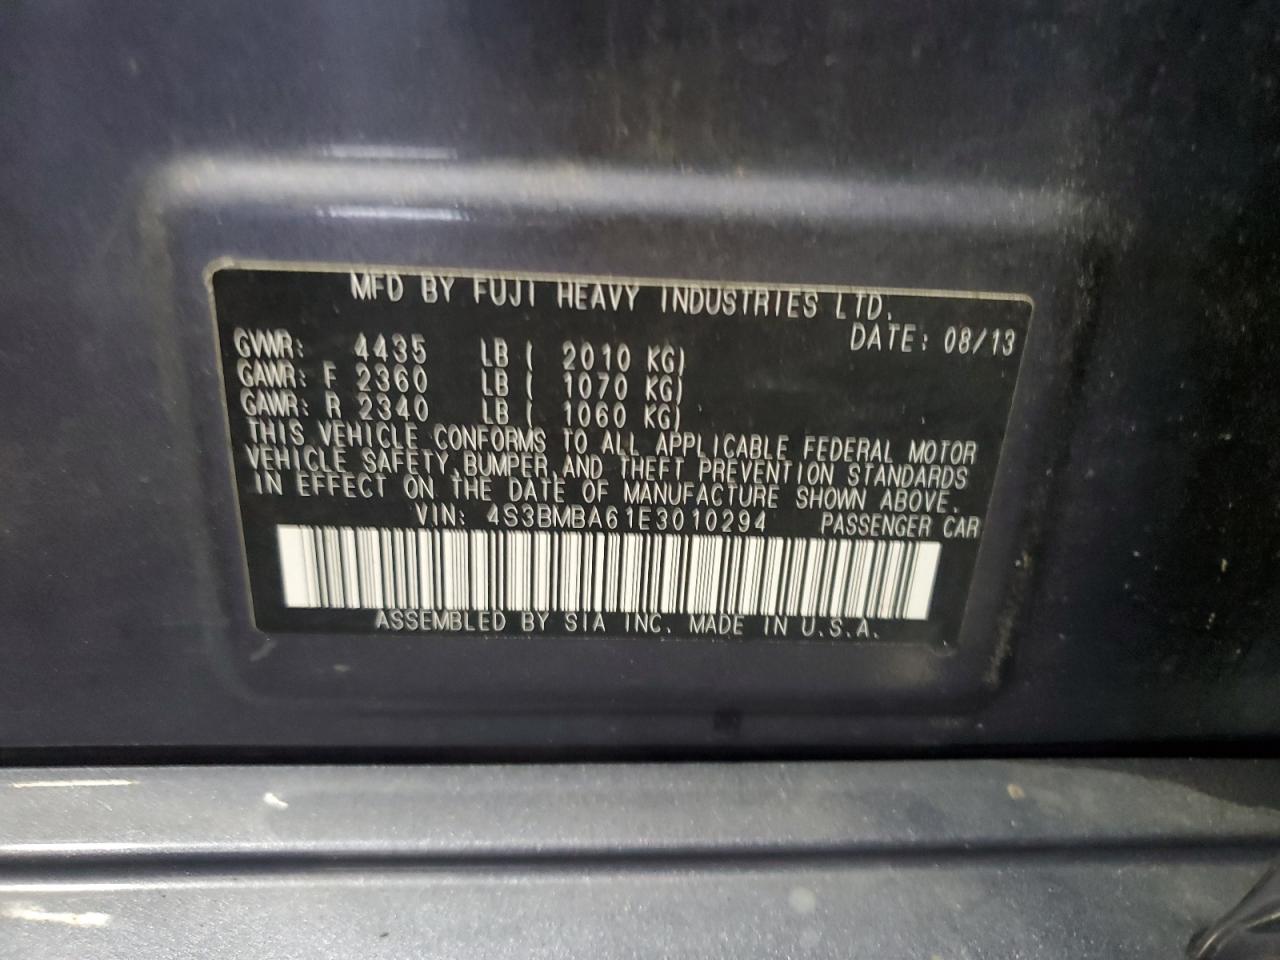 MFD BY FUJI HEAVY INDUSTRIES LTD.
DATE: 08/13
GVWR: 4435 LB ( 2010 KG)
GAWR: F 2360 LB ( 1070 KG)
GAWR: R 2340 LB ( 1060 KG)
THIS VEHICLE CONFORMS TO ALL APPLICABLE FEDERAL MOTOR
VEHICLE SAFETY,BUMPER,AND THEFT PREVENTION STANDARDS
IN EFFECT ON THE DATE OF MANUFACTURE SHOWN ABOVE.
VIN: 4S3BMBA61E3010294 PASSENGER CAR
ASSEMBLED BY SIA INC. MADE IN U.S.A.